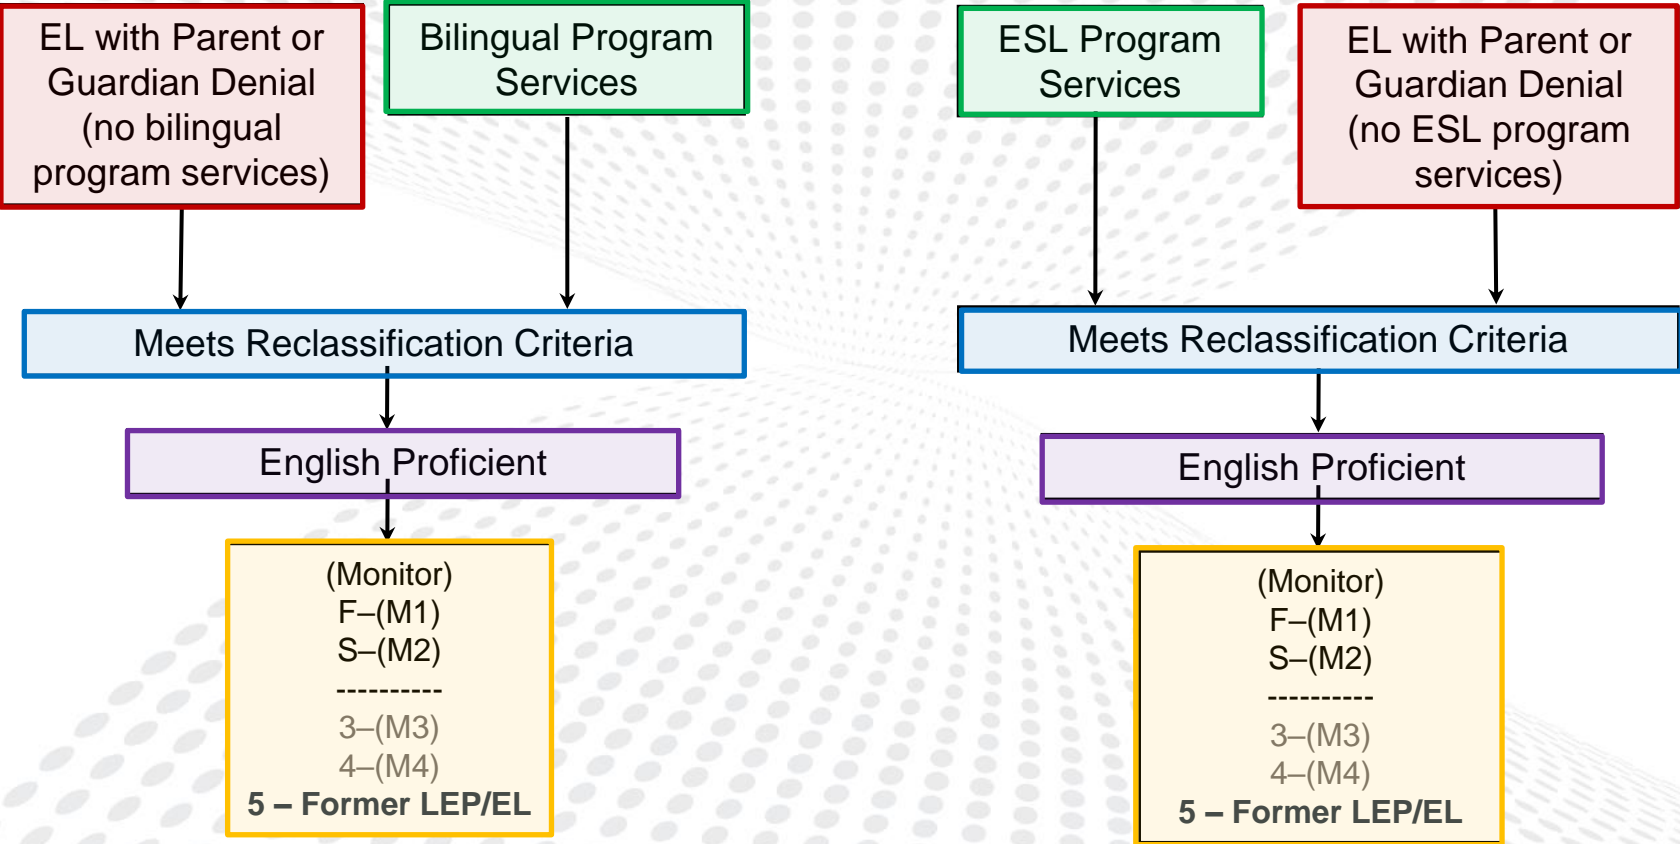 EL with Parent or
Guardian Denial
(no bilingual
program services)
Bilingual Program
Services
ESL Program
Services
EL with Parent or
Guardian Denial
(no ESL program
services)
Meets Reclassification Criteria
Meets Reclassification Criteria
English Proficient
English Proficient
(Monitor)
F–(M1)
S–(M2)
----------
3–(M3)
4–(M4)
5 – Former LEP/EL
(Monitor)
F–(M1)
S–(M2)
----------
3–(M3)
4–(M4)
5 – Former LEP/EL